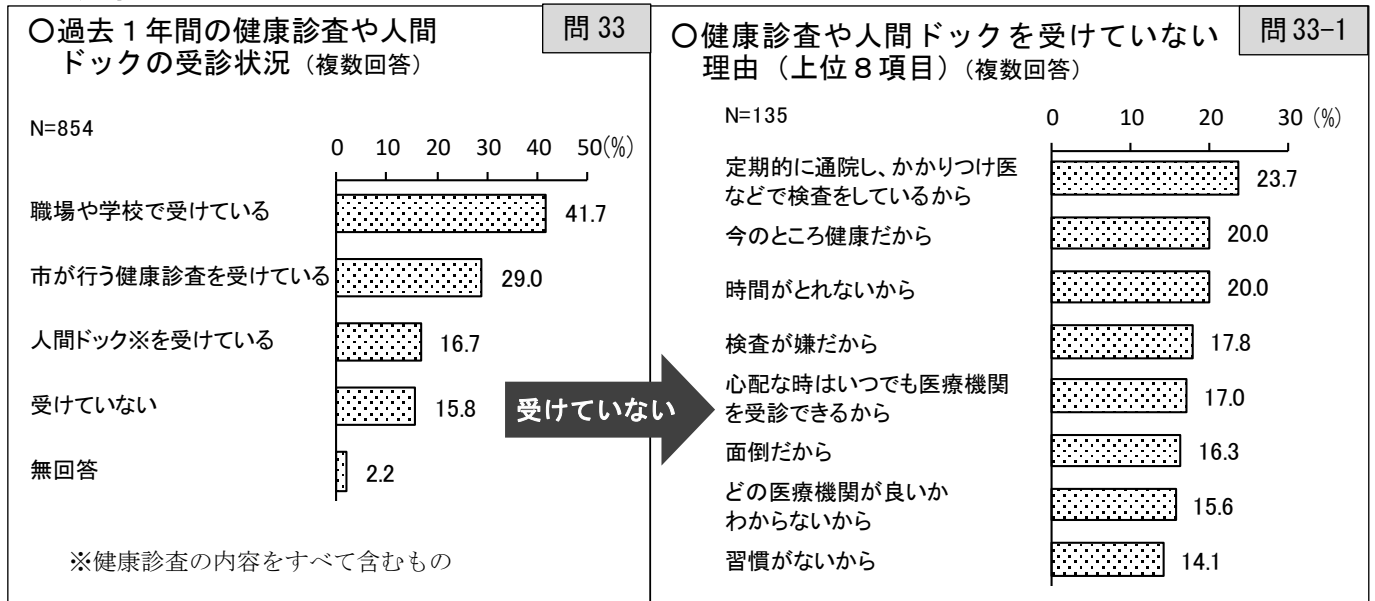 〇過去１年間の健康診査や人間
ドックの受診状況（複数回答）
問 33
N=854
0 10 20 30 40 50(%)
職場や学校で受けている
41.7
市が行う健康診査を受けている
29.0
人間ドック※を受けている
16.7
受けていない
15.8
無回答
2.2
※健康診査の内容をすべて含むもの
受けていない
〇健康診査や人間ドックを受けていない
理由（上位８項目）（複数回答）
問 33-1
N=135
0 10 20 30 (%)
定期的に通院し、かかりつけ医
などで検査をしているから
23.7
今のところ健康だから
20.0
時間がとれないから
20.0
検査が嫌だから
17.8
心配な時はいつでも医療機関
を受診できるから
17.0
面倒だから
16.3
どの医療機関が良いか
わからないから
15.6
習慣がないから
14.1